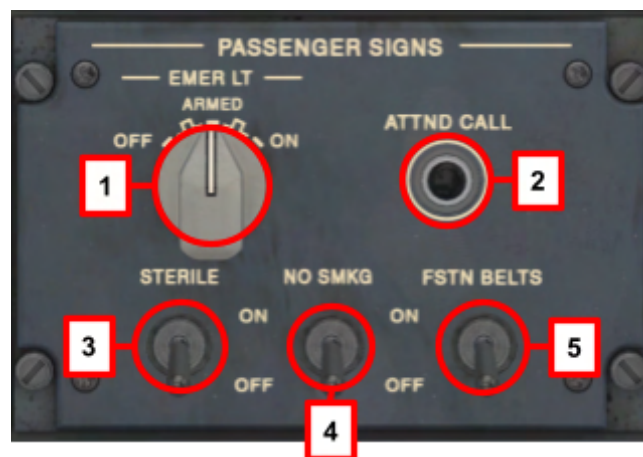 PASSENGER SIGNS
EMER LT
ARMED
OFF ON
ATTND CALL
1
2
STERILE NO SMKG FSTN BELTS
ON ON
3
5
OFF OFF
4